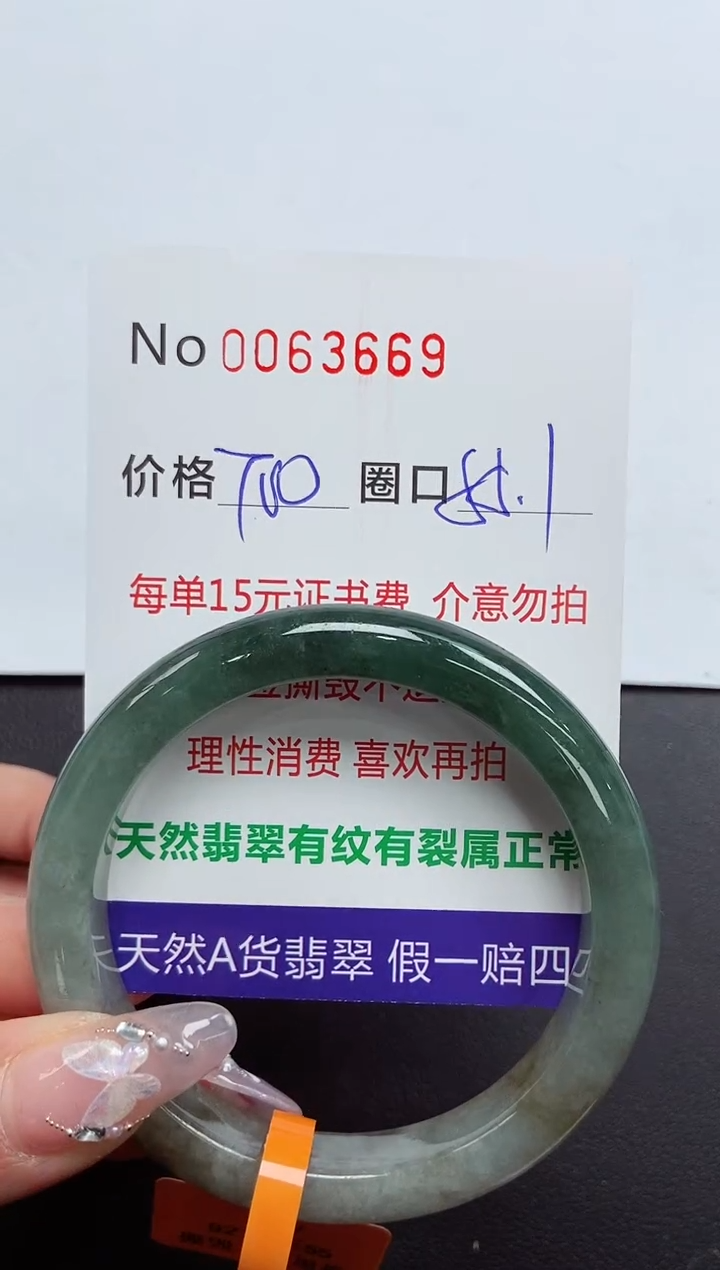 No 0063669
价格 700 圈口
每单15元证书费 介意勿拍
理性消费 喜欢再拍
天然翡翠有纹有裂属正常
天然A货翡翠 假一赔四